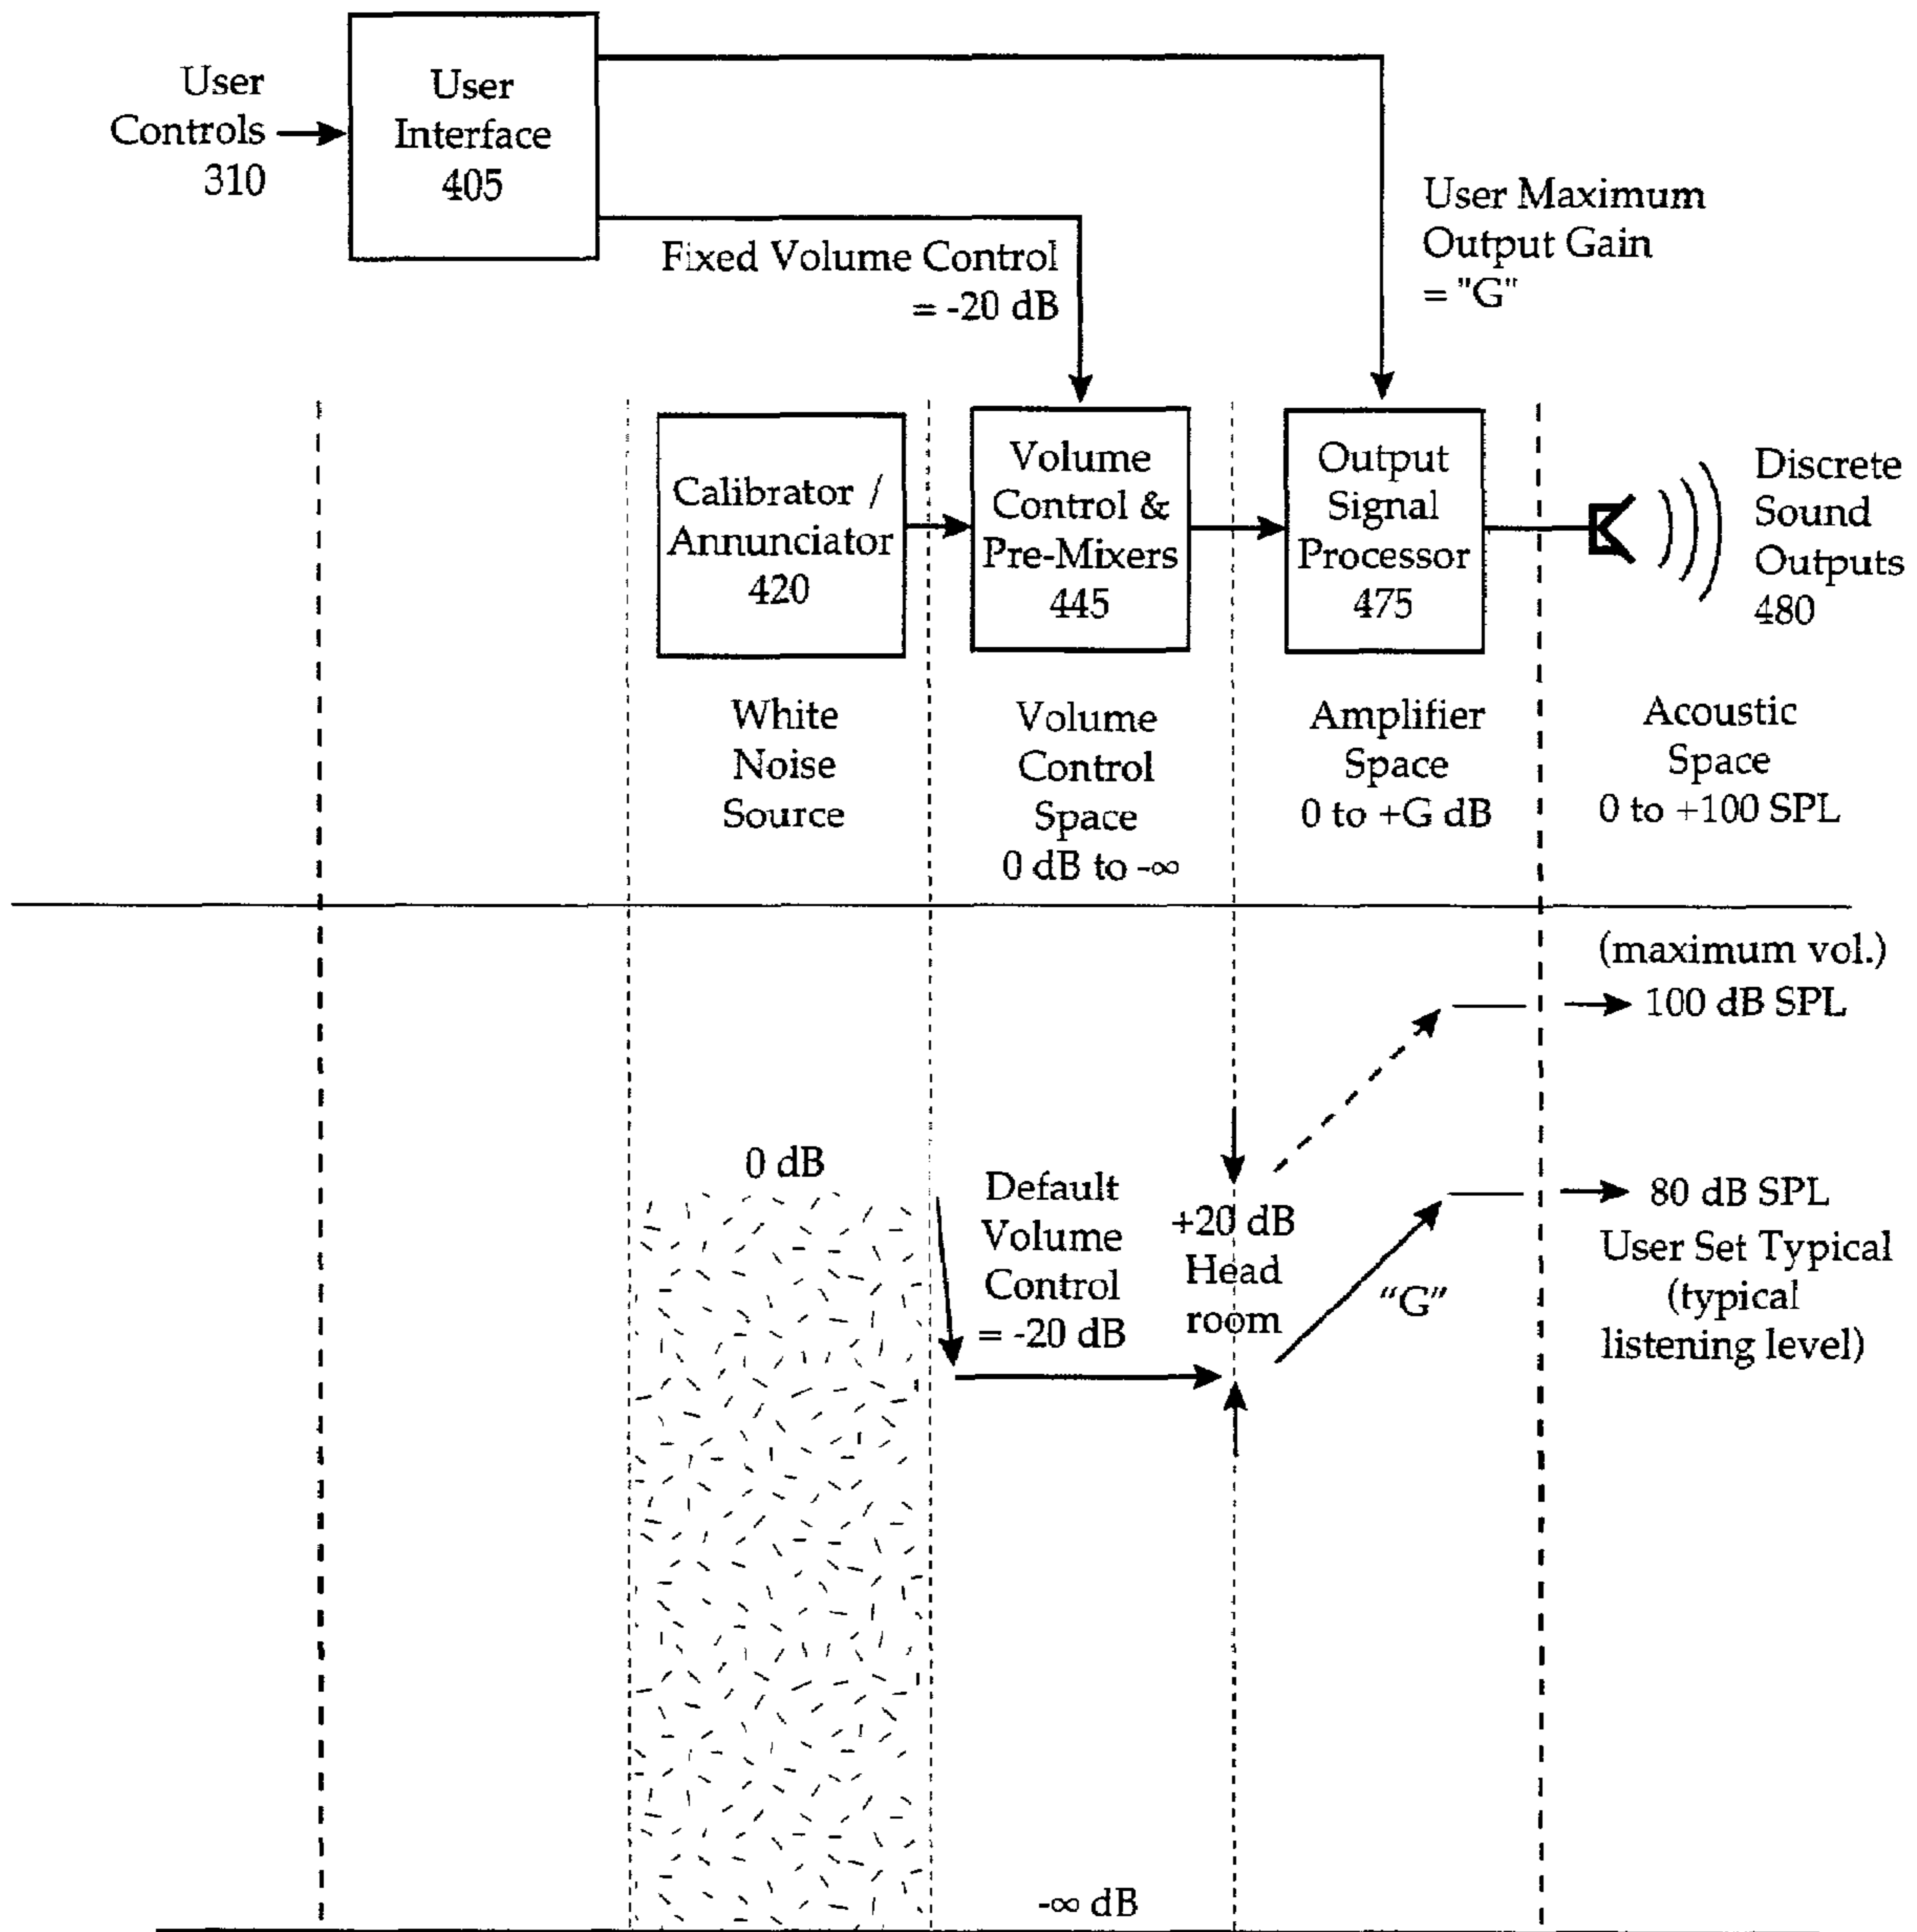 User
Controls
310
User
Interface
405
Fixed Volume Control
= -20 dB
User Maximum
Output Gain
= "G"
Calibrator /
Annunciator
420
Volume
Control &
Pre-Mixers
445
Output
Signal
Processor
475
Discrete
Sound
Outputs
480
White
Noise
Source
Volume
Control
Space
0 dB to -∞
Amplifier
Space
0 to +G dB
Acoustic
Space
0 to +100 SPL
(maximum vol.)
100 dB SPL
0 dB
Default
Volume
Control
= -20 dB
+20 dB
Head
room
“G”
80 dB SPL
User Set Typical
(typical
listening level)
-∞ dB